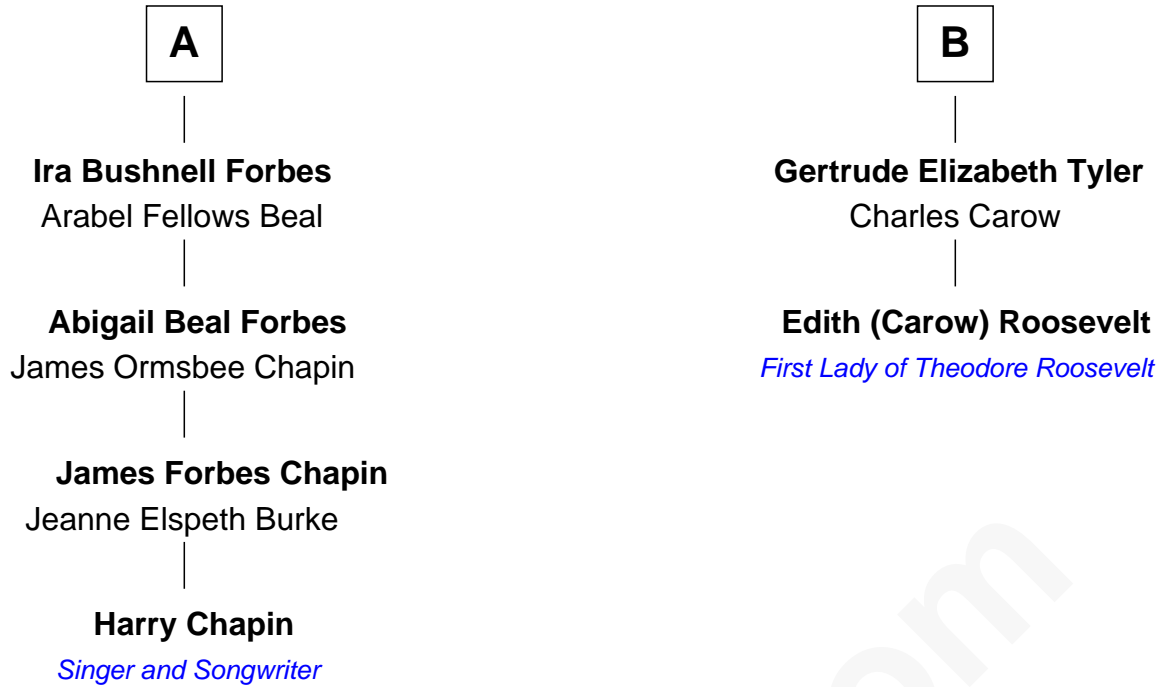 A
Ira Bushnell Forbes
Arabel Fellows Beal
Abigail Beal Forbes
James Ormsbee Chapin
James Forbes Chapin
Jeanne Elspeth Burke
Harry Chapin
Singer and Songwriter
B
Gertrude Elizabeth Tyler
Charles Carow
Edith (Carow) Roosevelt
First Lady of Theodore Roosevelt
om